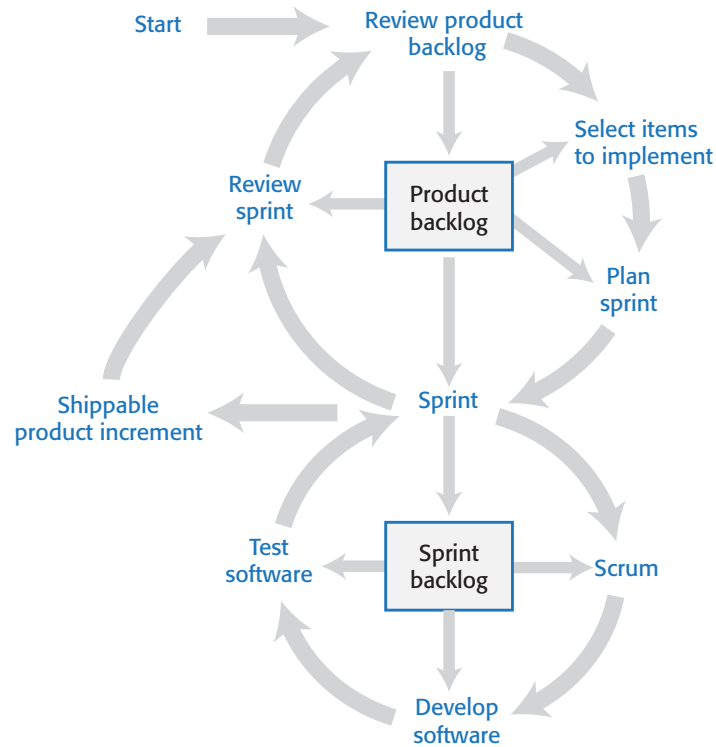 Start
Review product
backlog
Select items
to implement
Review
sprint
Product
backlog
Plan
sprint
Sprint
Shippable
product increment
Test
software
Sprint
backlog
Scrum
Develop
software